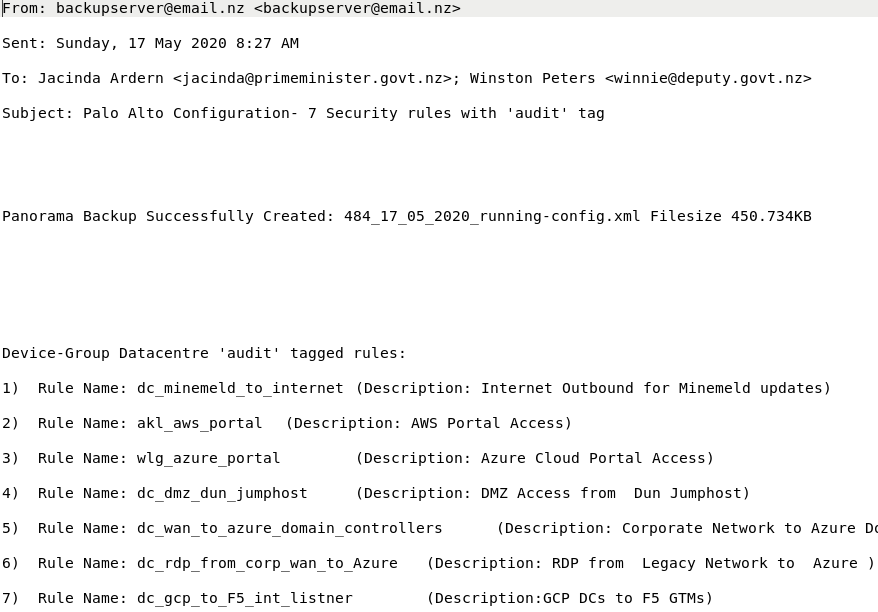 From: backupserver@email.nz <backupserver@email.nz>
Sent: Sunday, 17 May 2020 8:27 AM
To: Jacinda Ardern <jacinda@primeminister.govt.nz>; Winston Peters <winnie@deputy.govt.nz>
Subject: Palo Alto Configuration- 7 Security rules with 'audit' tag
Panorama Backup Successfully Created: 484_17_05_2020_running-config.xml Filesize 450.734KB
Device-Group Datacentre 'audit' tagged rules:
1) Rule Name: dc_minemeld_to_internet (Description: Internet Outbound for Minemeld updates)
2) Rule Name: akl_aws_portal (Description: AWS Portal Access)
3) Rule Name: wlg_azure_portal (Description: Azure Cloud Portal Access)
4) Rule Name: dc_dmz_dun_jumphost (Description: DMZ Access from Dun Jumphost)
5) Rule Name: dc_wan_to_azure_domain_controllers (Description: Corporate Network to Azure
6) Rule Name: dc_rdp_from_corp_wan_to_Azure (Description: RDP from Legacy Network to Azure )
7) Rule Name: dc_gcp_to_F5_int_listner (Description:GCP DCs to F5 GTMs)